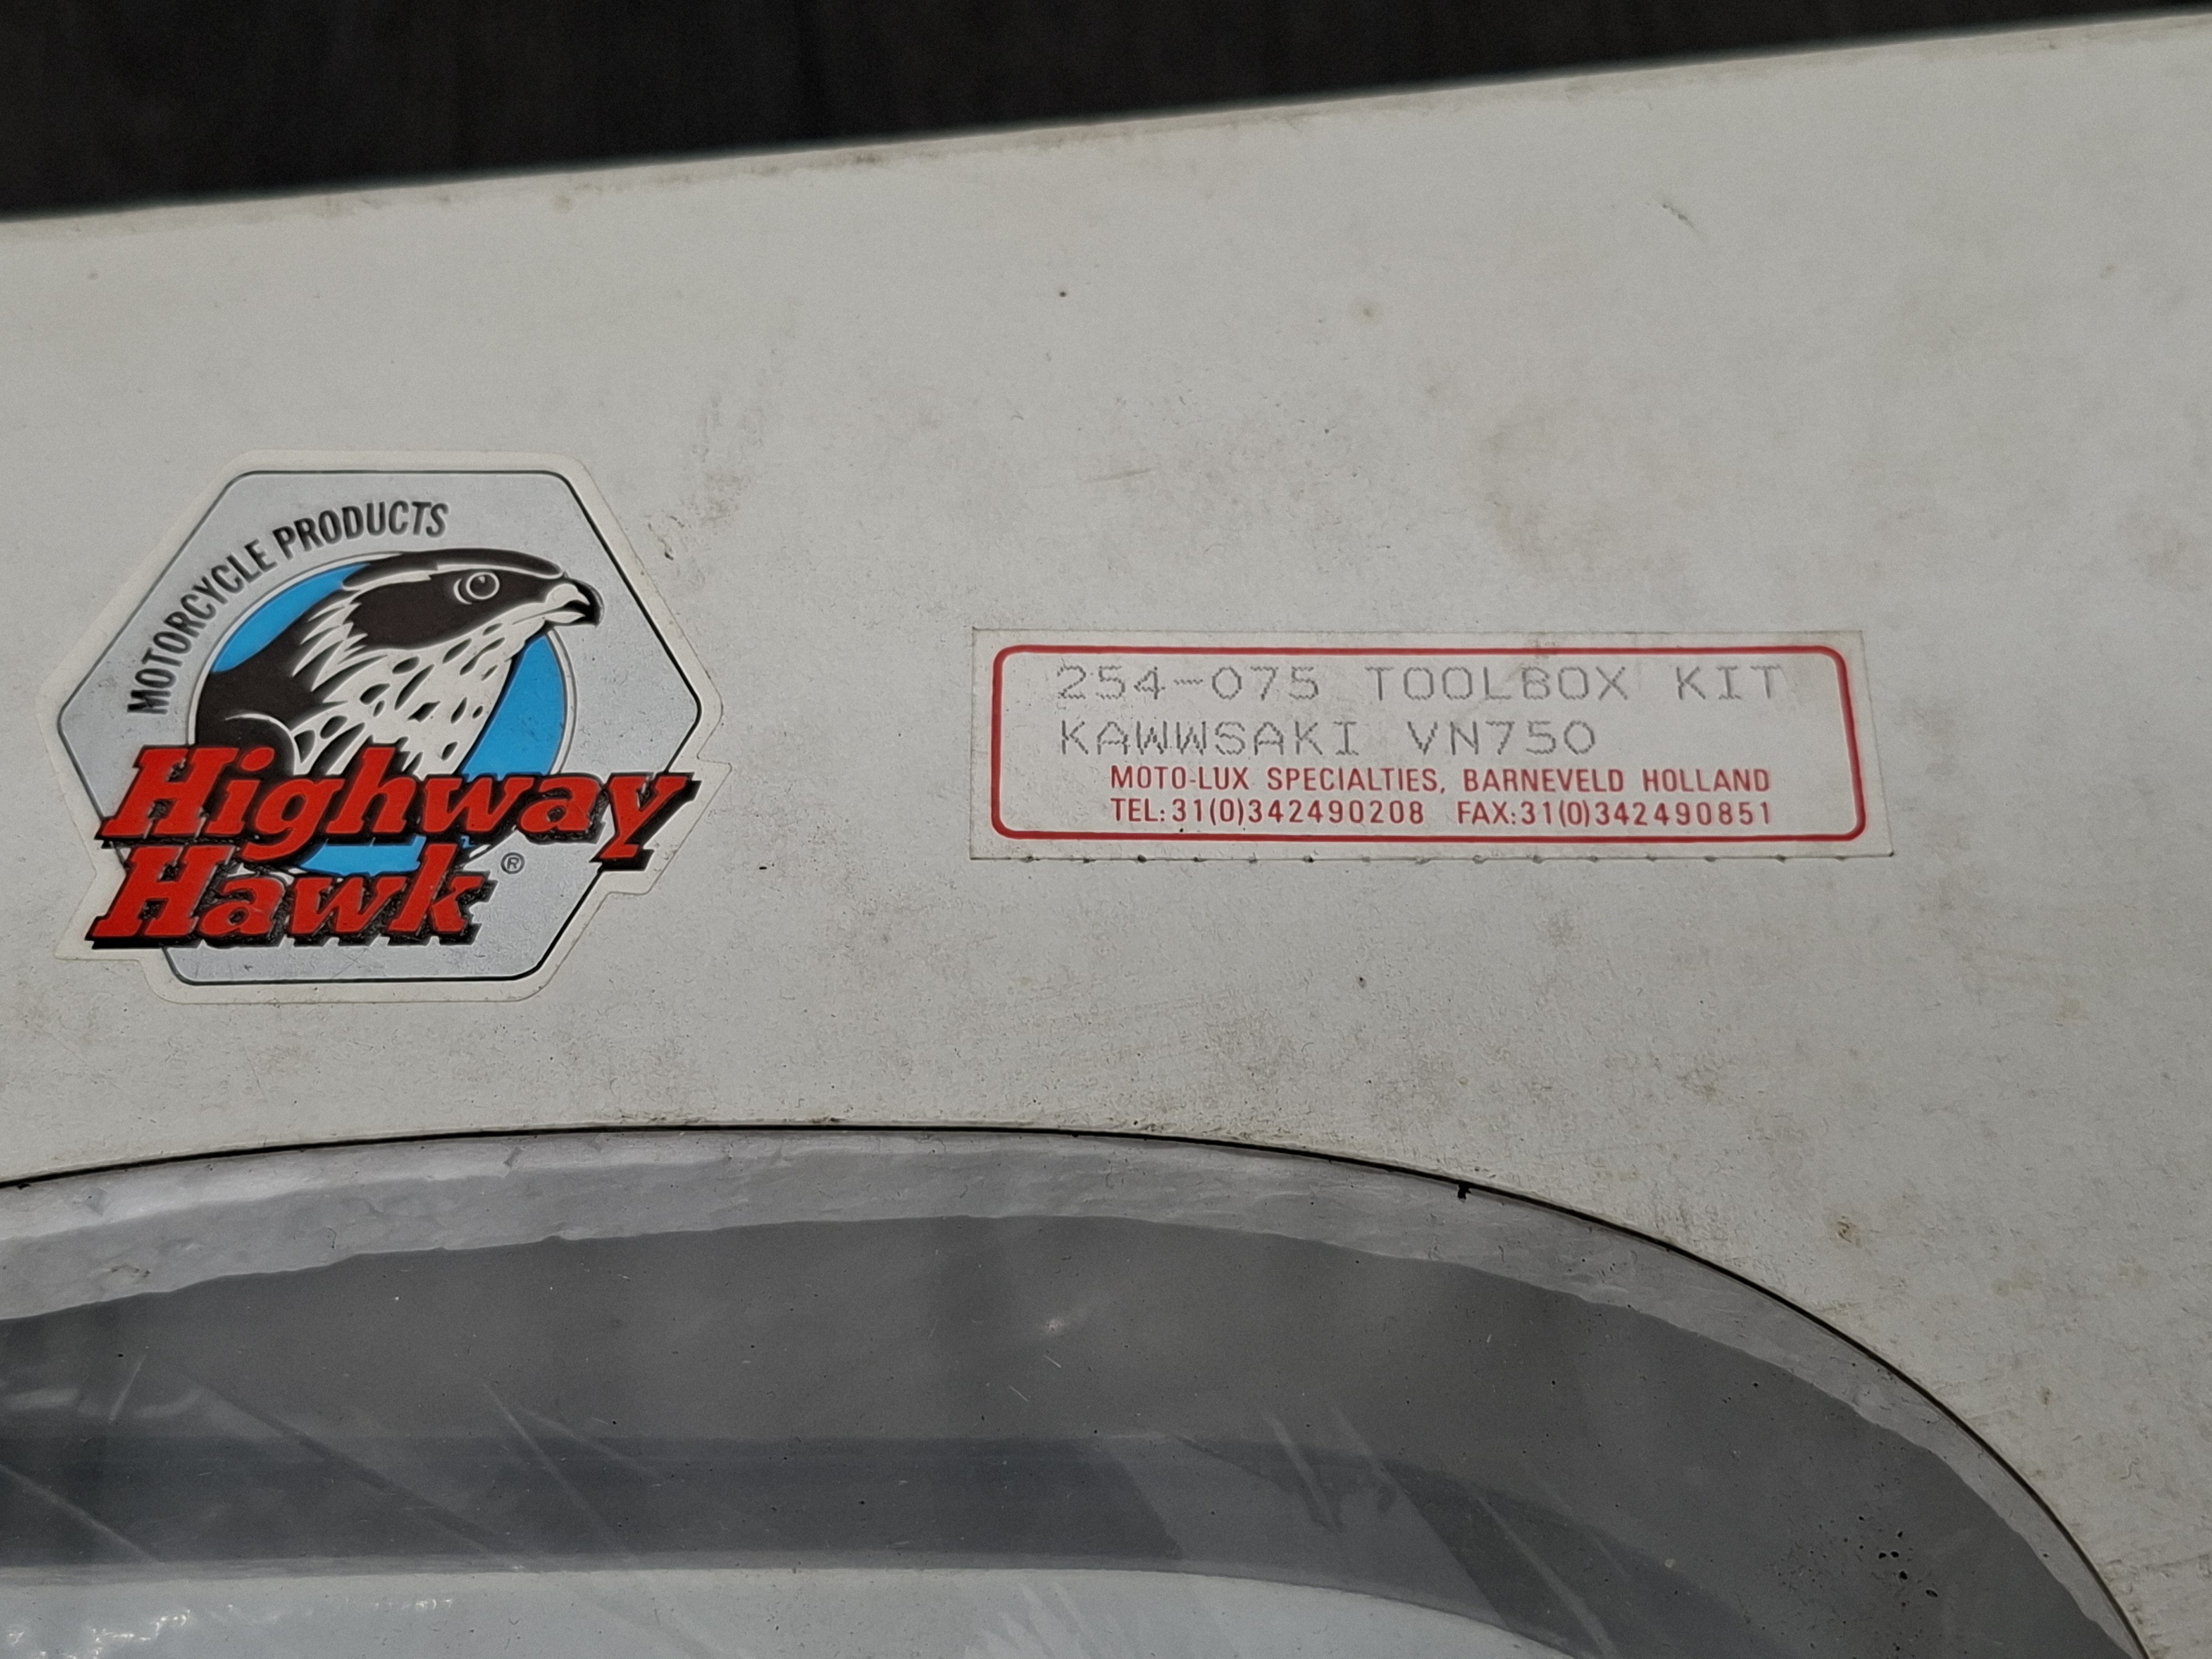 MOTORCYCLE PRODUCTS
Highway
Hawk ®
254-075 TOOLBOX KIT
KAWWSAKI VN750
MOTO-LUX SPECIALTIES, BARNEVELD HOLLAND
TEL:31(0)342490208 FAX:31(0)342490851